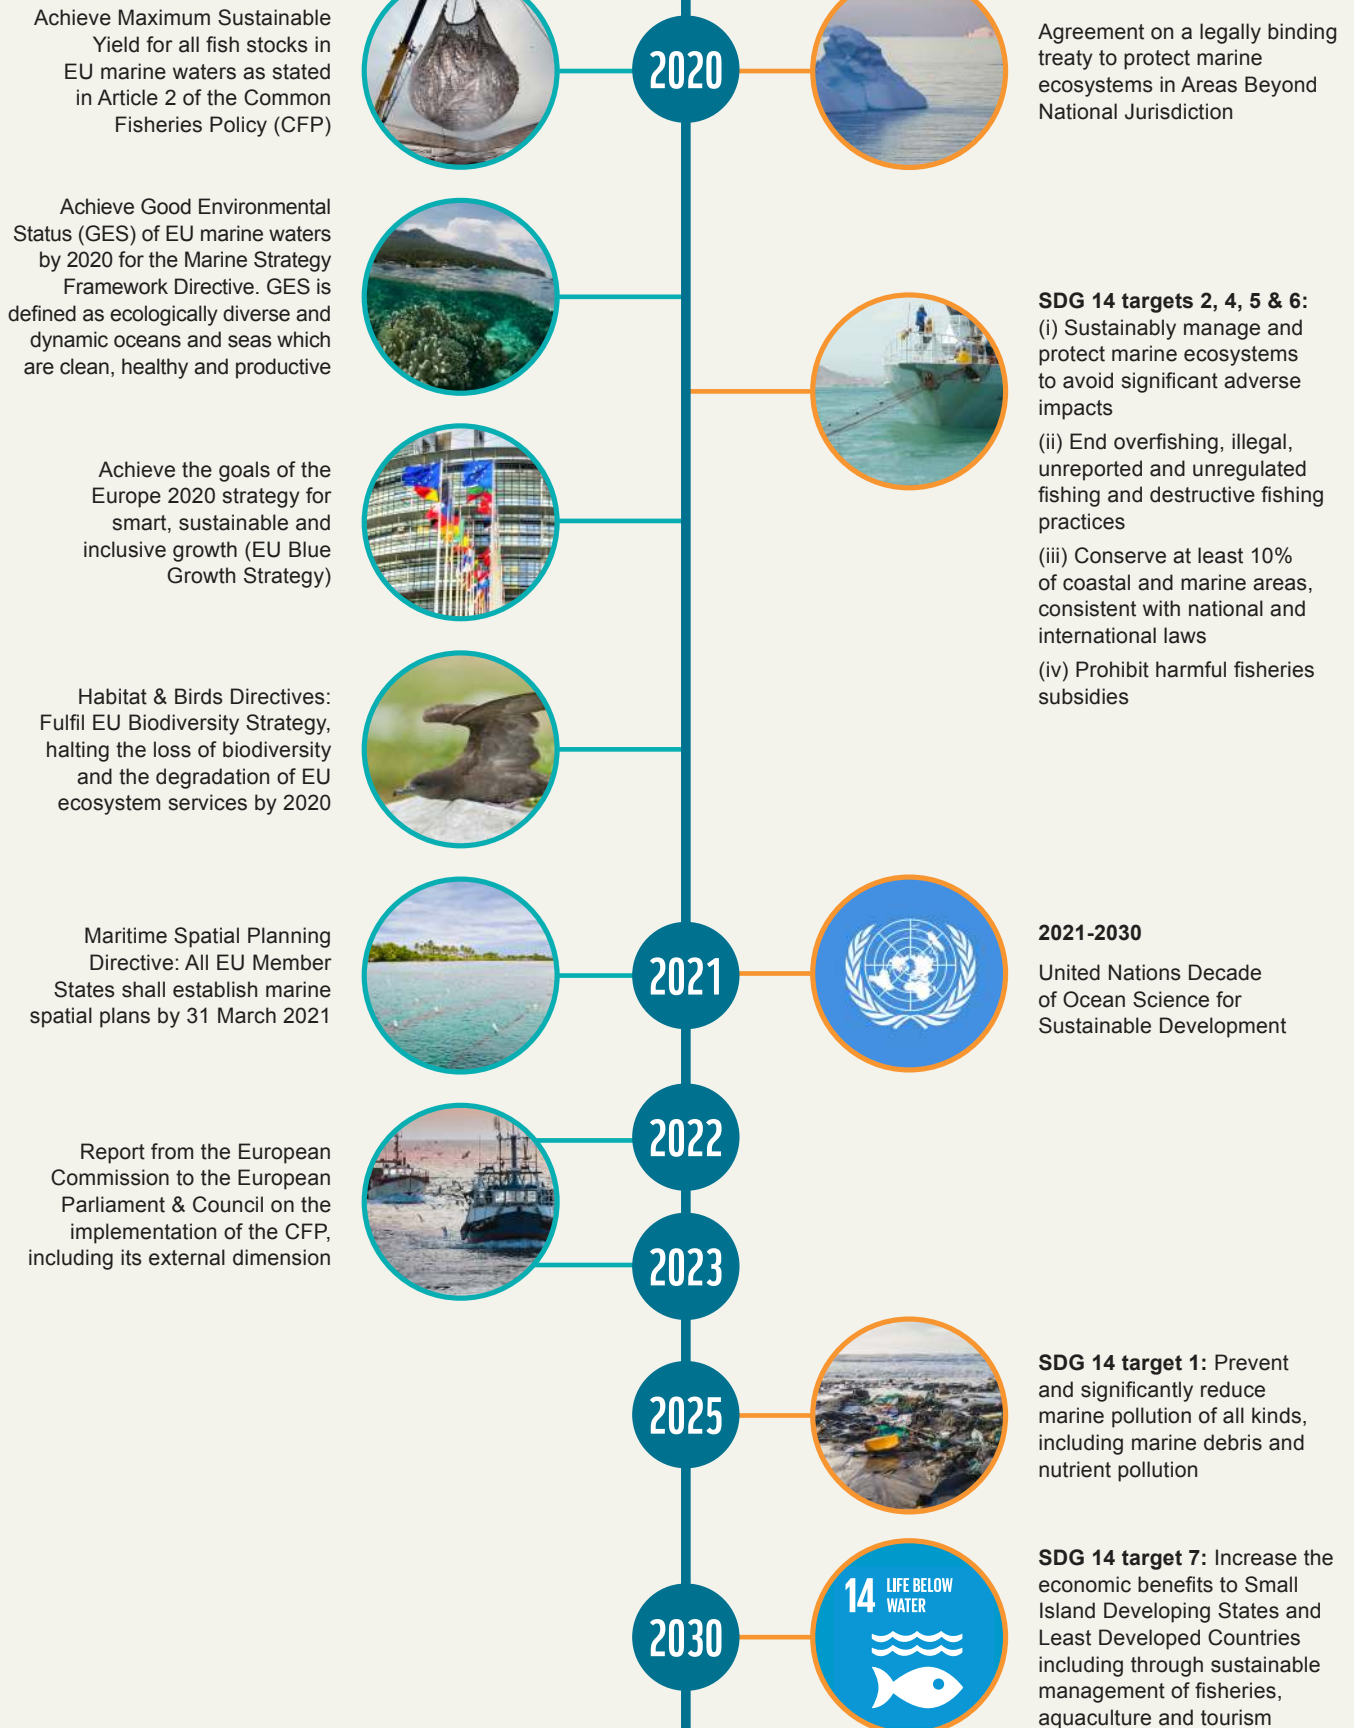 Achieve Maximum Sustainable
Yield for all fish stocks in
EU marine waters as stated
in Article 2 of the Common
Fisheries Policy (CFP)
2020
Agreement on a legally binding
treaty to protect marine
ecosystems in Areas Beyond
National Jurisdiction
Achieve Good Environmental
Status (GES) of EU marine waters
by 2020 for the Marine Strategy
Framework Directive. GES is
defined as ecologically diverse and
dynamic oceans and seas which
are clean, healthy and productive
SDG 14 targets 2, 4, 5 & 6:
(i) Sustainably manage and
protect marine ecosystems
to avoid significant adverse
impacts
(ii) End overfishing, illegal,
unreported and unregulated
fishing and destructive fishing
practices
(iii) Conserve at least 10%
of coastal and marine areas,
consistent with national and
international laws
(iv) Prohibit harmful fisheries
subsidies
Achieve the goals of the
Europe 2020 strategy for
smart, sustainable and
inclusive growth (EU Blue
Growth Strategy)
Habitat & Birds Directives:
Fulfil EU Biodiversity Strategy,
halting the loss of biodiversity
and the degradation of EU
ecosystem services by 2020
Maritime Spatial Planning
Directive: All EU Member
States shall establish marine
spatial plans by 31 March 2021
2021
2021-2030
United Nations Decade
of Ocean Science for
Sustainable Development
2022
Report from the European
Commission to the European
Parliament & Council on the
implementation of the CFP,
including its external dimension
2023
2025
SDG 14 target 1: Prevent
and significantly reduce
marine pollution of all kinds,
including marine debris and
nutrient pollution
2030
14 LIFE BELOW
WATER
SDG 14 target 7: Increase the
economic benefits to Small
Island Developing States and
Least Developed Countries
including through sustainable
management of fisheries,
aquaculture and tourism